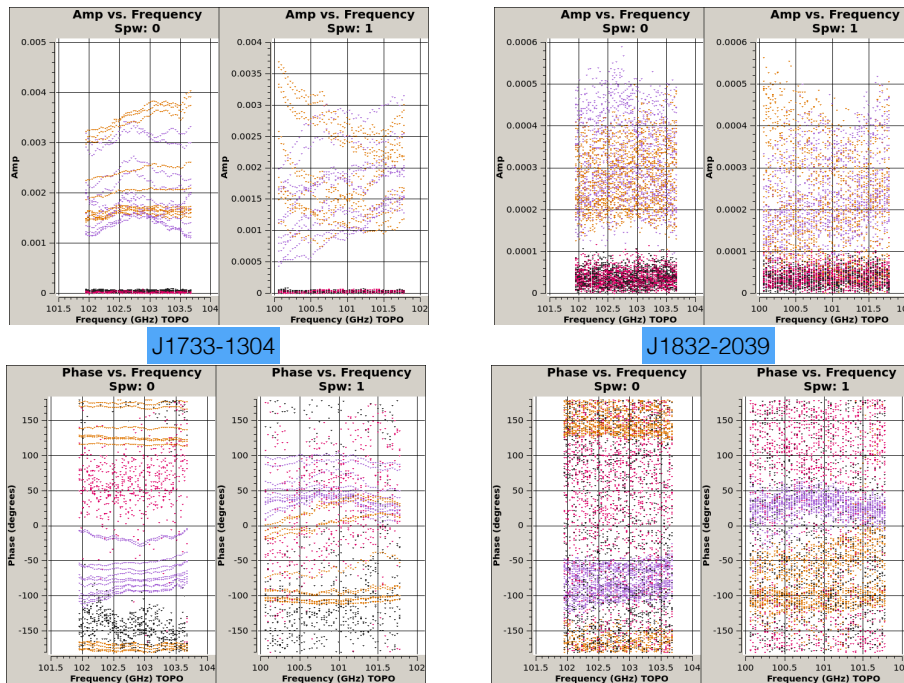 Amp vs. Frequency
Spw: 0
Amp vs. Frequency
Spw: 1
Amp
0.005
0.004
0.003
0.002
0.001
0
101.5 102 102.5 103 103.5 104
Frequency (GHz) TOPO
Amp
0.004
0.0035
0.003
0.0025
0.002
0.0015
0.001
0.0005
0
100 100.5 101 101.5 102
Frequency (GHz) TOPO
Amp vs. Frequency
Spw: 0
Amp vs. Frequency
Spw: 1
Amp
0.0006
0.0005
0.0004
0.0003
0.0002
0.0001
0
101.5 102 102.5 103 103.5 104
Frequency (GHz) TOPO
Amp
0.0006
0.0005
0.0004
0.0003
0.0002
0.0001
0
100 100.5 101 101.5 102
Frequency (GHz) TOPO
J1733-1304
J1832-2039
Phase vs. Frequency
Spw: 0
Phase vs. Frequency
Spw: 1
Phase (degrees)
150
100
50
0
-50
-100
-150
101.5 102 102.5 103 103.5 104
Frequency (GHz) TOPO
Phase (degrees)
150
100
50
0
-50
-100
-150
100 100.5 101 101.5 102
Frequency (GHz) TOPO
Phase vs. Frequency
Spw: 0
Phase vs. Frequency
Spw: 1
Phase (degrees)
150
100
50
0
-50
-100
-150
101.5 102 102.5 103 103.5 104
Frequency (GHz) TOPO
Phase (degrees)
150
100
50
0
-50
-100
-150
100 100.5 101 101.5 102
Frequency (GHz) TOPO